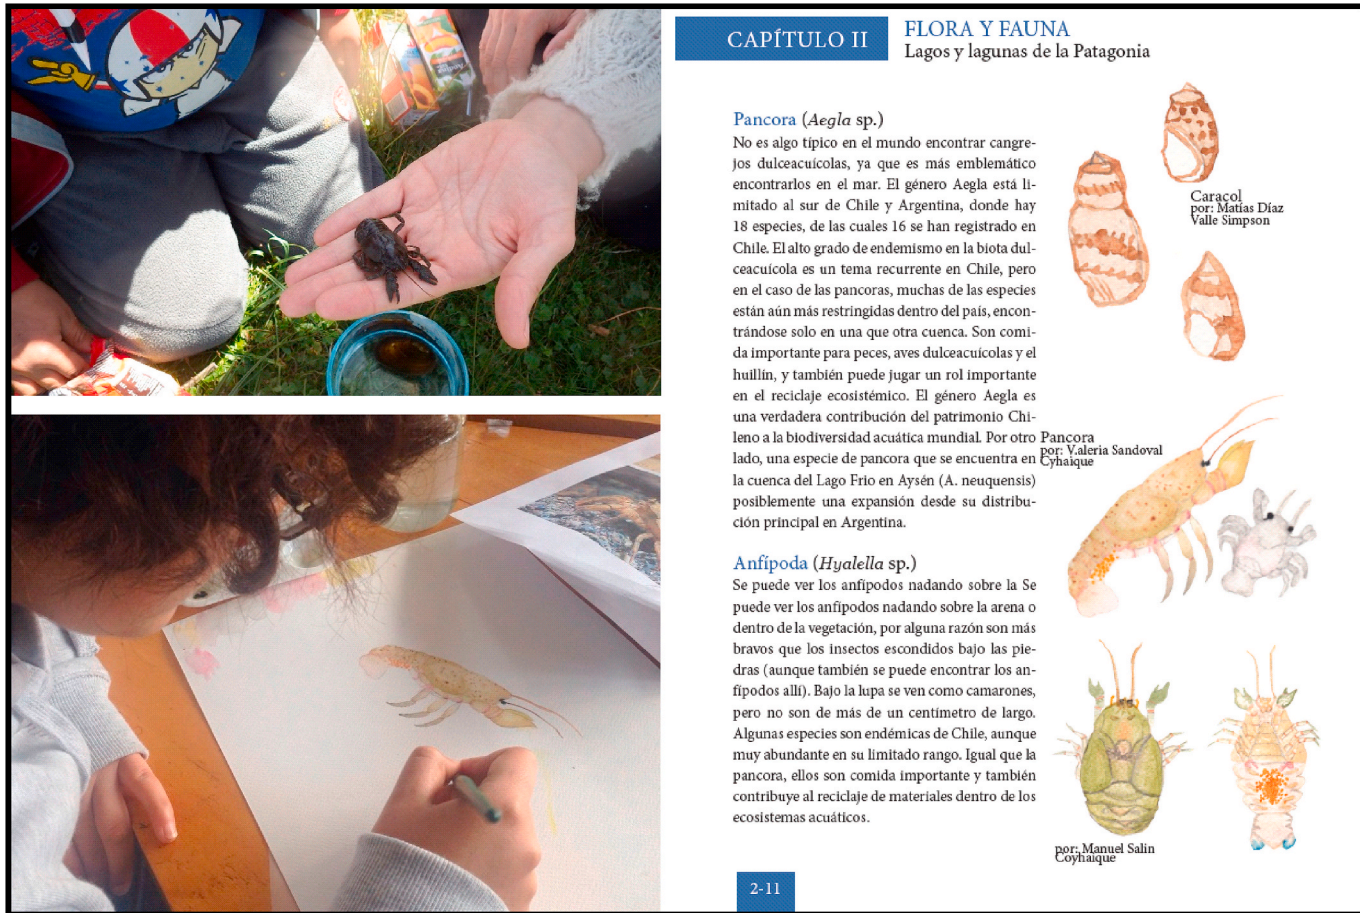 CAPÍTULO II
FLORA Y FAUNA
Lagos y lagunas de la Patagonia
Pancora (Aegla sp.)
No es algo típico en el mundo encontrar cangre-
jos dulceacuícolas, ya que es más emblemático
encontrarlos en el mar. El género Aegla está li-
mitado al sur de Chile y Argentina, donde hay
18 especies, de las cuales 16 se han registrado en
Chile. El alto grado de endemismo en la biota dul-
ceacuícola es un tema recurrente en Chile, pero
en el caso de las pancoras, muchas de las especies
están aún más restringidas dentro del país, encon-
trándose solo en una que otra cuenca. Son comi-
da importante para peces, aves dulceacuícolas y el
huillín, y también puede jugar un rol importante
en el reciclaje ecosistémico. El género Aegla es
una verdadera contribución del patrimonio Chi-
leno a la biodiversidad acuática mundial. Por otro
lado, una especie de pancora que se encuentra en
la cuenca del Lago Frio en Aysén (A. neuquensis)
posiblemente una expansión desde su distribu-
ción principal en Argentina.
Anfípoda (Hyalella sp.)
Se puede ver los anfípodos nadando sobre la Se
puede ver los anfípodos nadando sobre la arena o
dentro de la vegetación, por alguna razón son más
bravos que los insectos escondidos bajo las pie-
dras (aunque también se puede encontrar los an-
fípodos allí). Bajo la lupa se ven como camarones,
pero no son de más de un centímetro de largo.
Algunas especies son endémicas de Chile, aunque
muy abundante en su limitado rango. Igual que la
pancora, ellos son comida importante y también
contribuye al reciclaje de materiales dentro de los
ecosistemas acuáticos.
Caracol
por: Matías Díaz
Valle Simpson
Pancora
por: V.aleria Sandoval
Cyhaique
por: Manuel Salin
Coyhaique
2-11